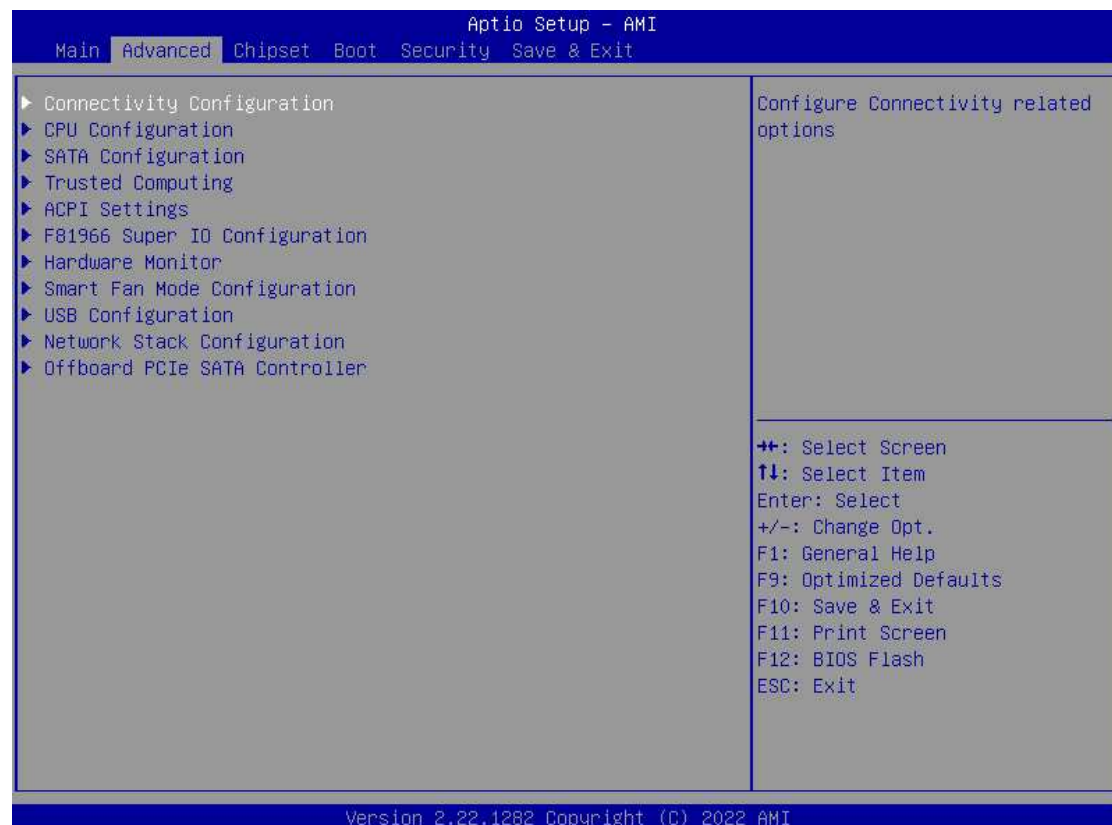 Aptio Setup – AMI
Main Advanced Chipset Boot Security Save & Exit
▶ Connectivity Configuration
▶ CPU Configuration
▶ SATA Configuration
▶ Trusted Computing
▶ ACPI Settings
▶ F81966 Super IO Configuration
▶ Hardware Monitor
▶ Smart Fan Mode Configuration
▶ USB Configuration
▶ Network Stack Configuration
▶ Offboard PCIe SATA Controller
Configure Connectivity related
options
→←: Select Screen
↑↓: Select Item
Enter: Select
+/-: Change Opt.
F1: General Help
F9: Optimized Defaults
F10: Save & Exit
F11: Print Screen
F12: BIOS Flash
ESC: Exit
Version 2.22.1282 Copyright (C) 2022 AMI